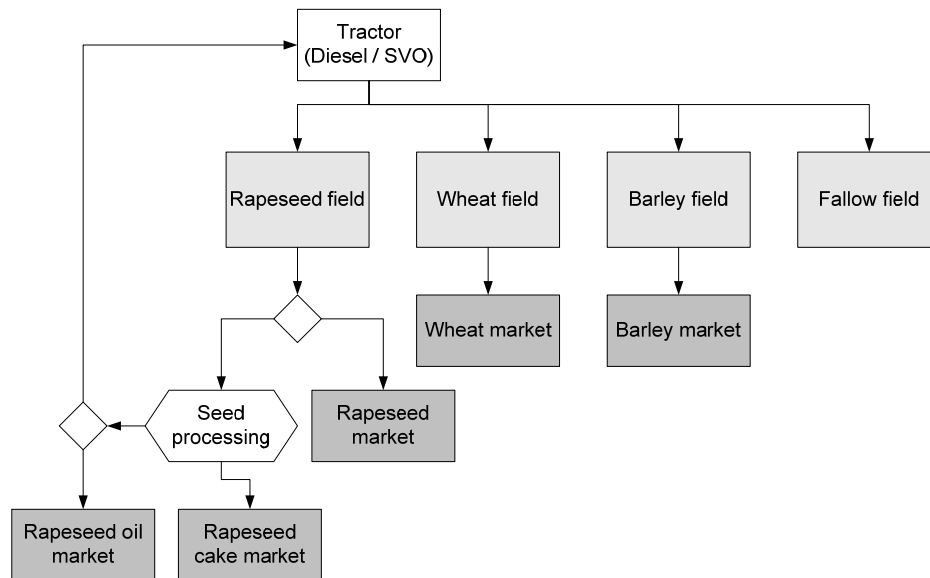 Tractor
(Diesel / SVO)
Rapeseed field
Wheat field
Barley field
Fallow field
Wheat market
Barley market
Seed
processing
Rapeseed
market
Rapeseed oil
market
Rapeseed
cake market